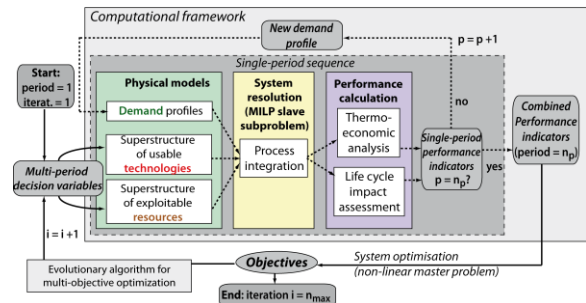 Computational framework
New demand
profile
p = p +1
Single-period sequence
Start:
period = 1
iterat. = 1
Physical models
Demand profiles
Superstructure
of usable
technologies
Superstructure
of exploitable
resources
System
resolution
(MILP slave
subproblem)
Process
integration
Performance
calculation
Thermo-
economic
analysis
Life cycle
impact
assessment
no
Single-period
performance
indicators
p = np?
yes
Combined
Performance
indicators
(period = np)
Multi-period
decision variables
i = i +1
Evolutionary algorithm for
multi-objective optimization
Objectives
System optimisation
(non-linear master problem)
End: iteration i = nmax